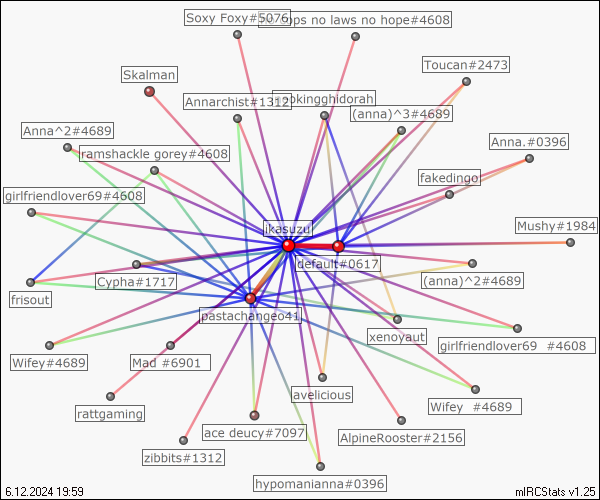 Soxy Foxy#5076
ops no laws no hope#4608
Toucan#2473
Skalman
Annarchist#1312
ookingghidorah
(anna)^3#4689
Anna^2#4689
ramshackle gorey#4608
Anna.#0396
girlfriendlover69#4608
fakedingo
ikasuzu
Mushy#1984
default#0617
Cypha#1717
(anna)^2#4689
frisout
pastachangeo41
xenoyaut
girlfriendlover69 #4608
Wifey#4689
Mad #6901
rattgaming
avelicious
Wifey #4689
ace deucy#7097
AlpineRooster#2156
zibbits#1312
hypomanianna#0396
6.12.2024 19:59
mIRCStats v1.25